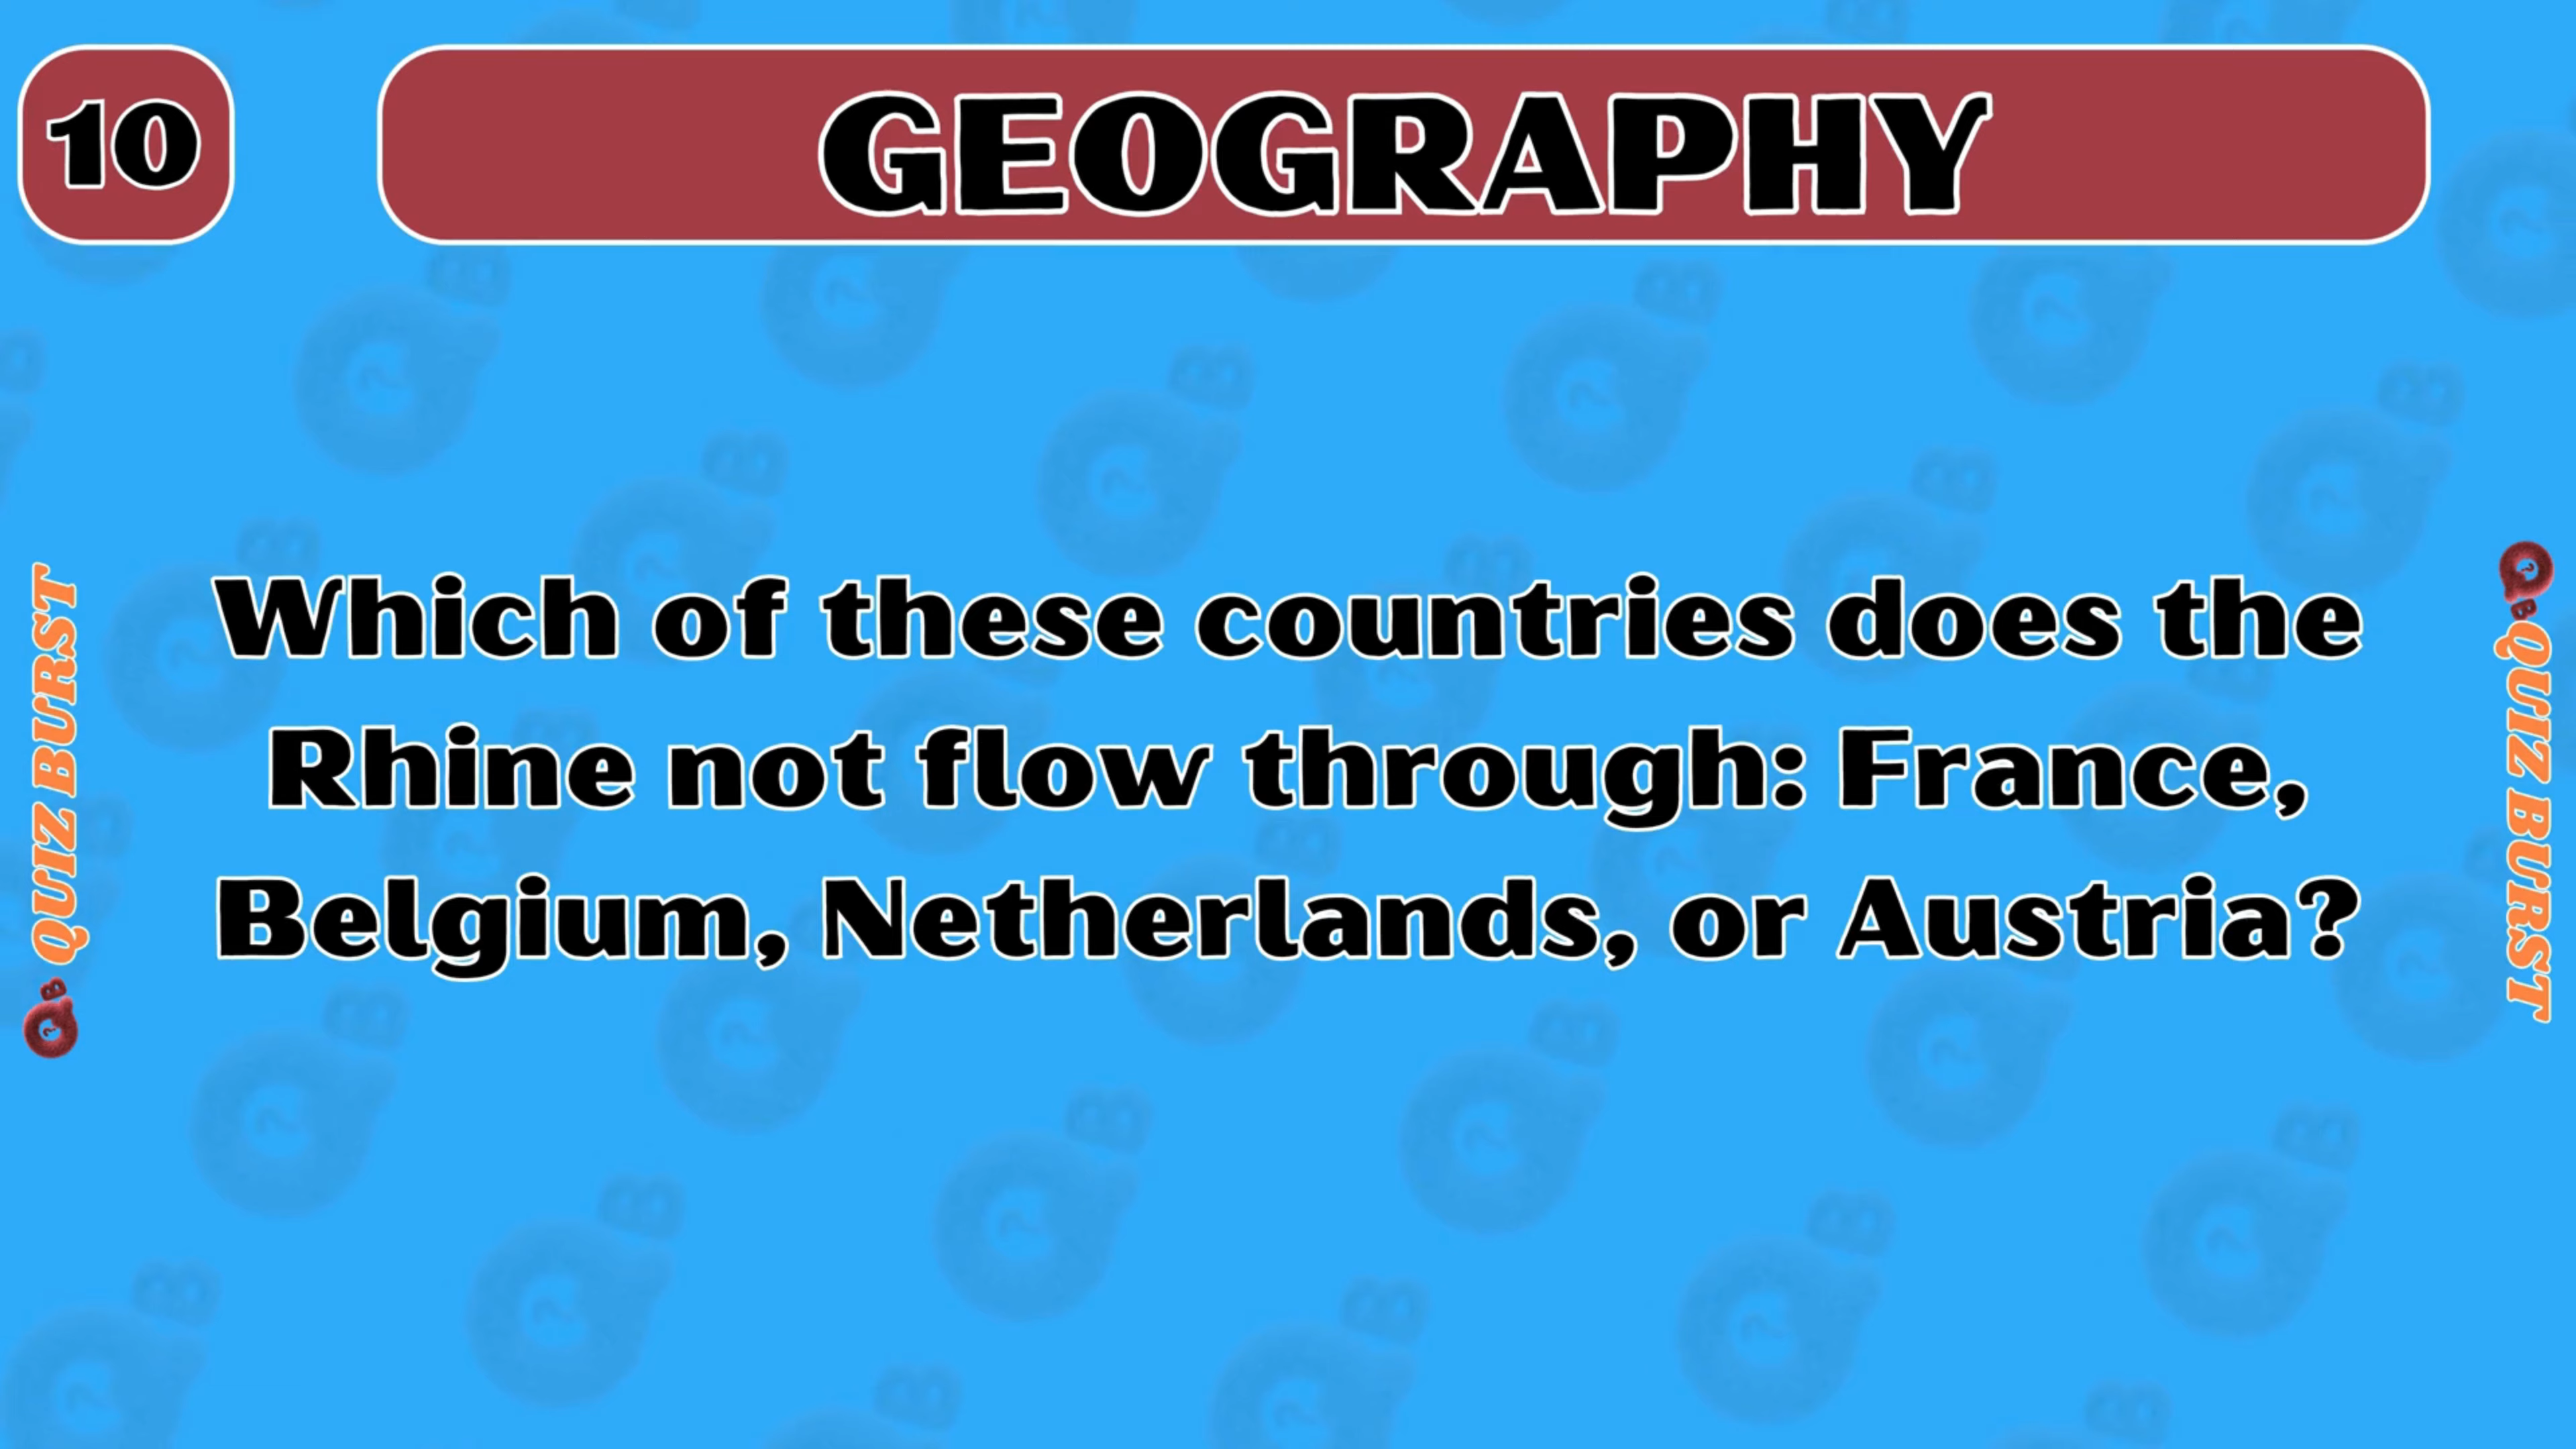 10
GEOGRAPHY
Which of these countries does the
Rhine not flow through: France,
Belgium, Netherlands, or Austria?
QUIZ BURST
QUIZ BURST